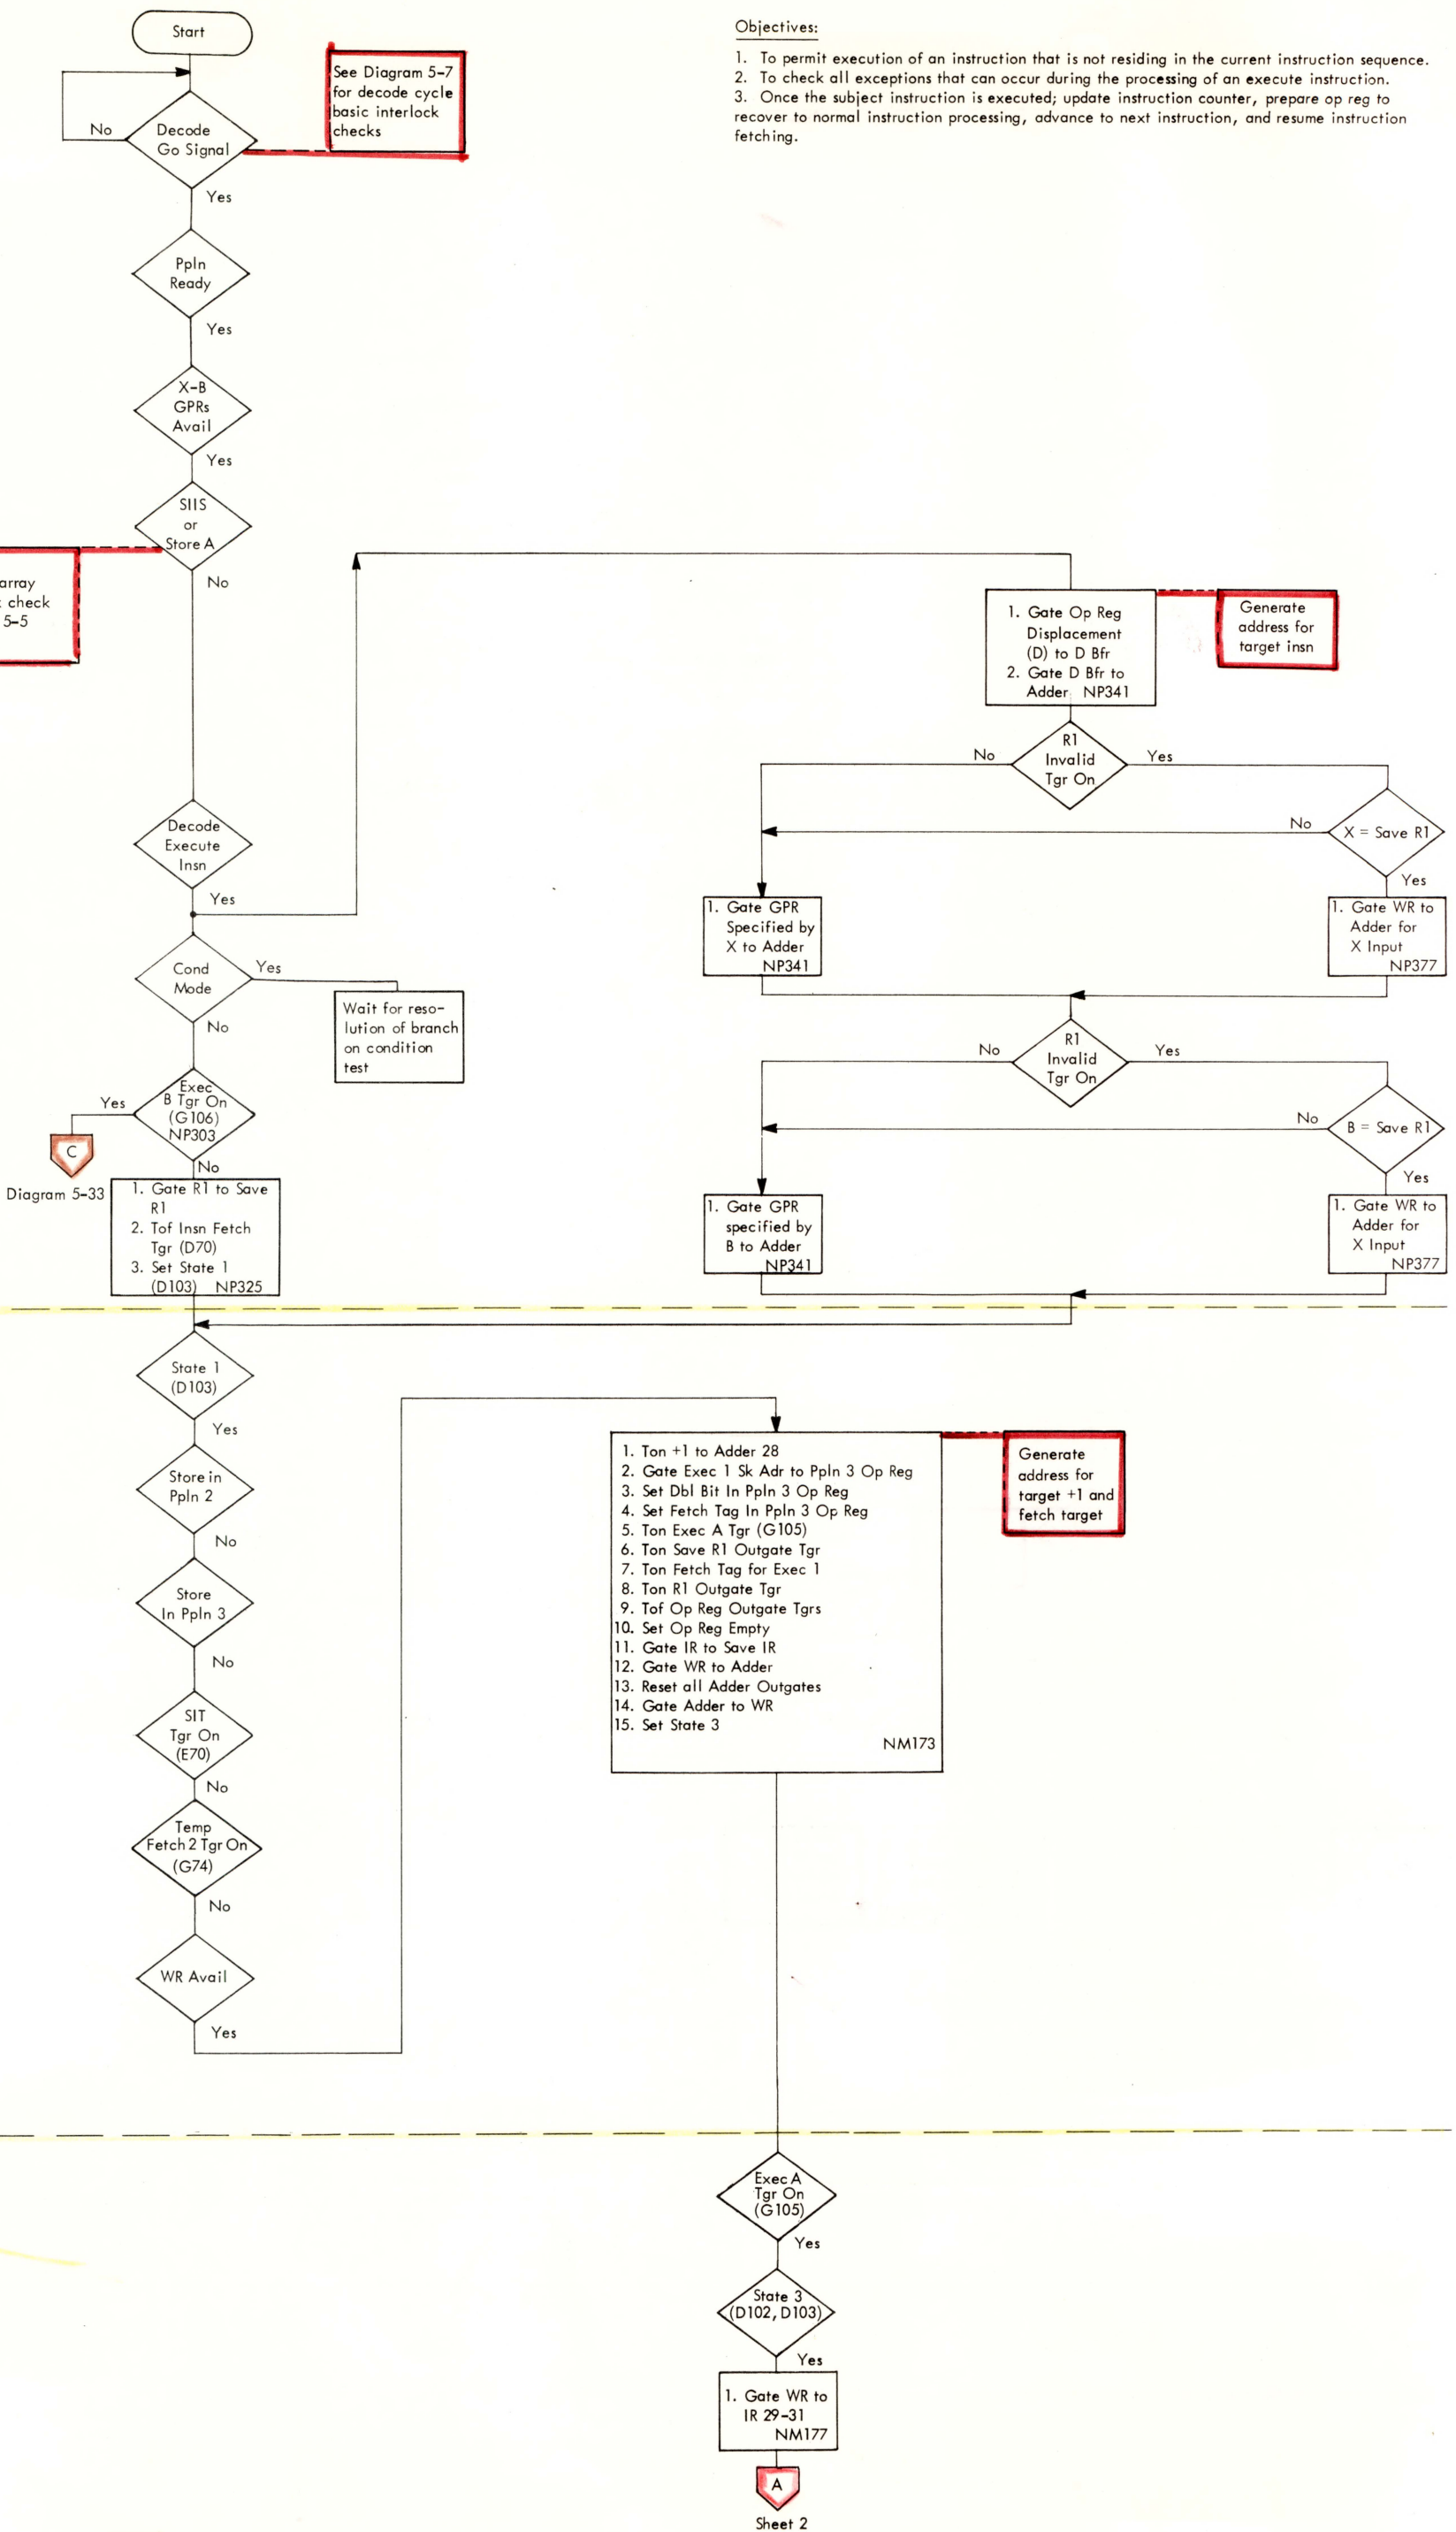 Start
Objectives:
1. To permit execution of an instruction that is not residing in the current instruction sequence.
2. To check all exceptions that can occur during the processing of an execute instruction.
3. Once the subject instruction is executed; update instruction counter, prepare op reg to
recover to normal instruction processing, advance to next instruction, and resume instruction
fetching.
See Diagram 5-7
for decode cycle
basic interlock
checks
No
Decode
Go Signal
Yes
Ppln
Ready
Yes
X-B
GPRs
Avail
Yes
SIIS
or
Store A
No
array
check
5-5
1. Gate Op Reg
Displacement
(D) to D Bfr
2. Gate D Bfr to
Adder NP341
Generate
address for
target insn
R1
Invalid
Tgr On
No
Yes
No
X = Save R1
Yes
Decode
Execute
Insn
Yes
1. Gate GPR
Specified by
X to Adder
NP341
1. Gate WR to
Adder for
X Input
NP377
Cond
Mode
Yes
No
Wait for reso-
lution of branch
on condition
test
R1
Invalid
Tgr On
No
Yes
No
B = Save R1
Yes
Exec
B Tgr On
(G106)
NP303
Yes
No
C
Diagram 5-33
1. Gate R1 to Save
R1
2. Tof Insn Fetch
Tgr (D70)
3. Set State 1
(D103) NP325
1. Gate GPR
specified by
B to Adder
NP341
1. Gate WR to
Adder for
X Input
NP377
State 1
(D103)
Yes
Store in
Ppln 2
No
Store
In Ppln 3
No
SIT
Tgr On
(E70)
No
Temp
Fetch 2 Tgr On
(G74)
No
WR Avail
Yes
1. Ton +1 to Adder 28
2. Gate Exec 1 Sk Adr to Ppln 3 Op Reg
3. Set Dbl Bit In Ppln 3 Op Reg
4. Set Fetch Tag In Ppln 3 Op Reg
5. Ton Exec A Tgr (G105)
6. Ton Save R1 Outgate Tgr
7. Ton Fetch Tag for Exec 1
8. Ton R1 Outgate Tgr
9. Tof Op Reg Outgate Tgrs
10. Set Op Reg Empty
11. Gate IR to Save IR
12. Gate WR to Adder
13. Reset all Adder Outgates
14. Gate Adder to WR
15. Set State 3
NM173
Generate
address for
target +1 and
fetch target
Exec A
Tgr On
(G105)
Yes
State 3
(D102, D103)
Yes
1. Gate WR to
IR 29-31
NM177
A
Sheet 2